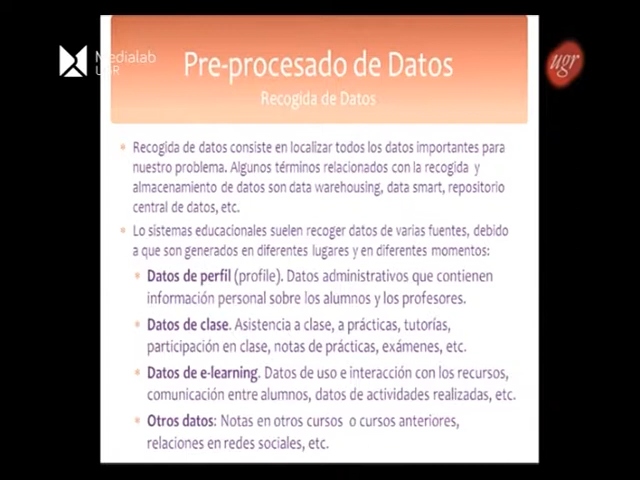 Medialab
UGR
ugr
Pre-procesado de Datos
Recogida de Datos
Recogida de datos consiste en localizar todos los datos importantes para
nuestro problema. Algunos términos relacionados con la recogida y
almacenamiento de datos son data warehousing, data smart, repositorio
central de datos, etc.
Lo sistemas educacionales suelen recoger datos de varias fuentes, debido
a que son generados en diferentes lugares y en diferentes momentos:
Datos de perfil (profile). Datos administrativos que contienen
información personal sobre los alumnos y los profesores.
Datos de clase. Asistencia a clase, a prácticas, tutorías,
participación en clase, notas de prácticas, exámenes, etc.
Datos de e-learning. Datos de uso e interacción con los recursos,
comunicación entre alumnos, datos de actividades realizadas, etc.
Otros datos: Notas en otros cursos o cursos anteriores,
relaciones en redes sociales, etc.